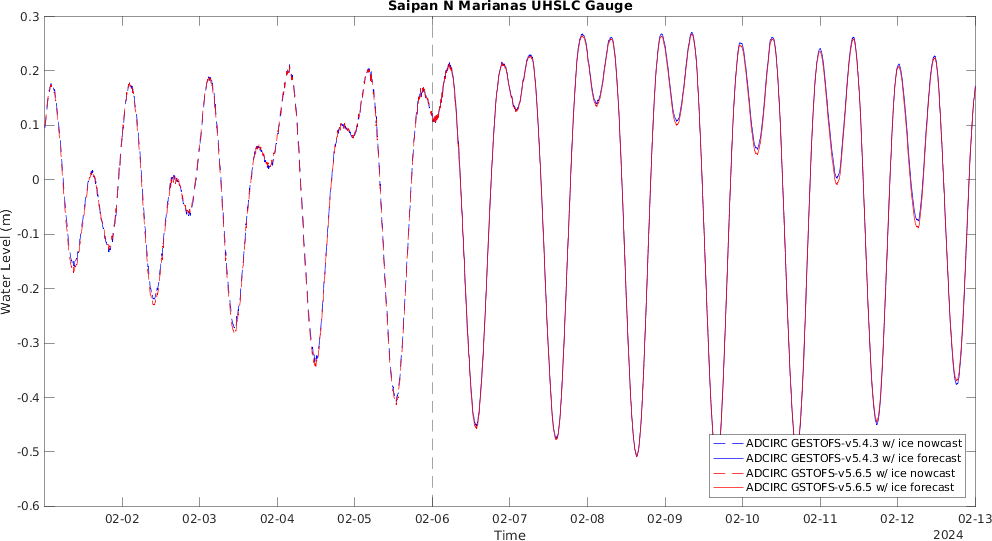 Saipan N Marianas UHSLC Gauge
0.3
0.2
0.1
0
-0.1
-0.2
-0.3
-0.4
-0.5
-0.6
Water Level (m)
ADCIRC GESTOFS-v5.4.3 w/ ice nowcast
ADCIRC GESTOFS-v5.4.3 w/ ice forecast
ADCIRC GSTOFS-v5.6.5 w/ ice nowcast
ADCIRC GSTOFS-v5.6.5 w/ ice forecast
02-02 02-03 02-04 02-05 02-06 02-07 02-08 02-09 02-10 02-11 02-12 02-13
Time
2024